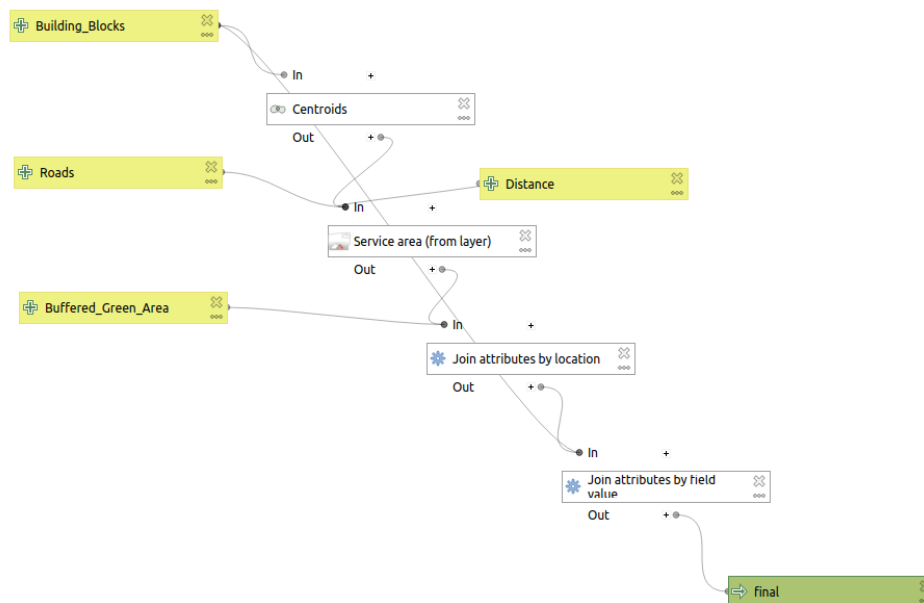 Building_Blocks
In +
Centroids
Out +
Roads
Distance
In +
Service area (from layer)
Out +
Buffered_Green_Area
In +
Join attributes by location
Out +
In +
Join attributes by field
value
Out +
final